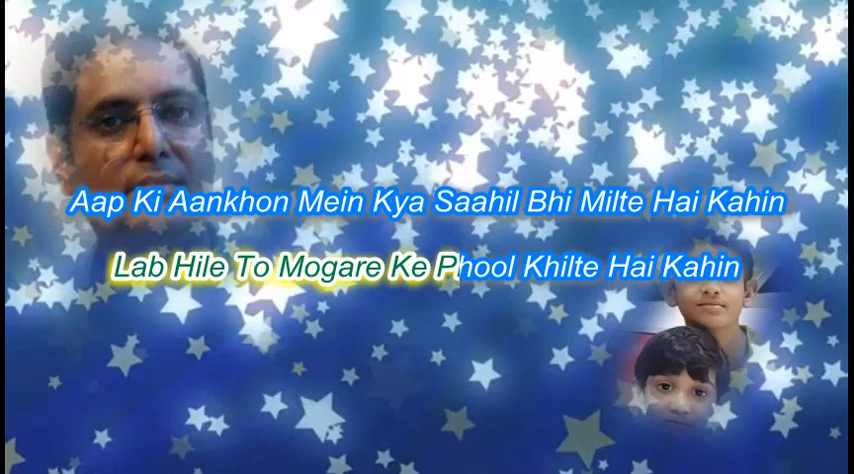 Aap Ki Aankhon Mein Kya Saahil Bhi Milte Hai Kahin
Lab Hile To Mogare Ke Phool Khilte Hai Kahin